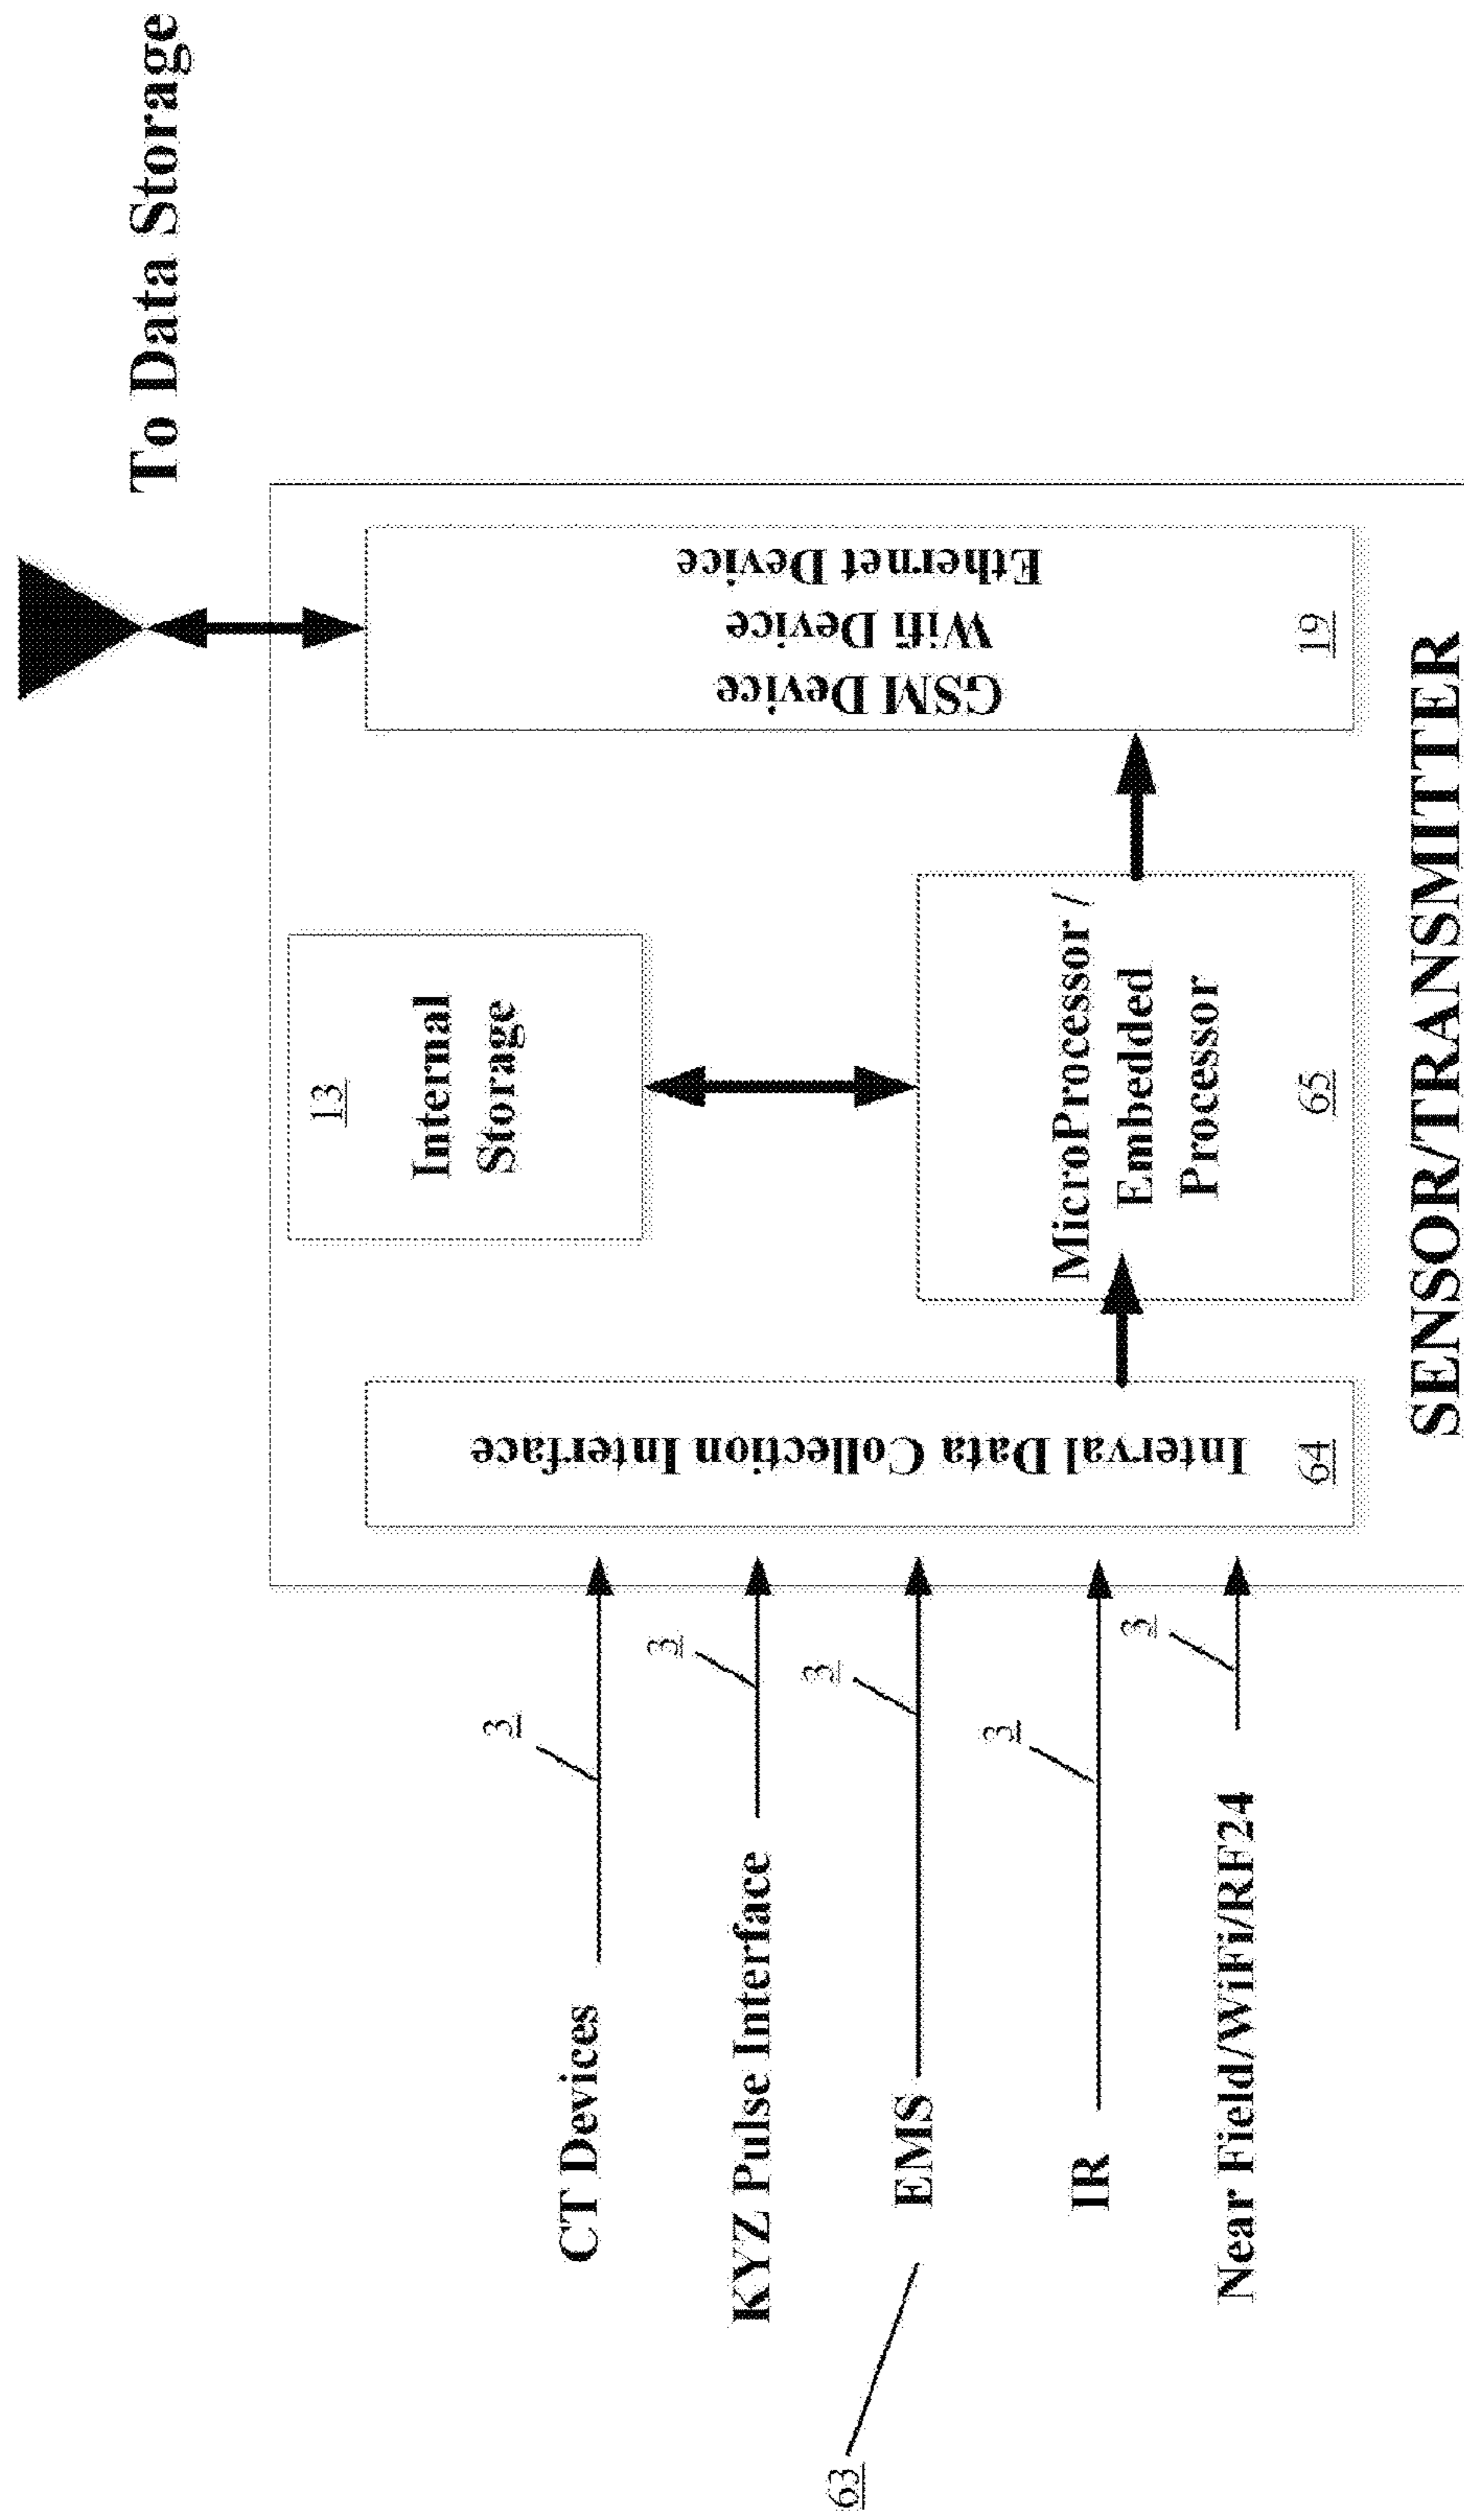 To Data Storage
13
Internal
Storage
Interval Data Collection Interface
64
MicroProcessor /
Embedded
Processor
65
GSM Device
Wifi Device
Ethernet Device
19
CT Devices
3
KYZ Pulse Interface
3
EMS
3
63
IR
3
Near Field/WiFi/RF24
3
SENSOR/TRANSMITTER